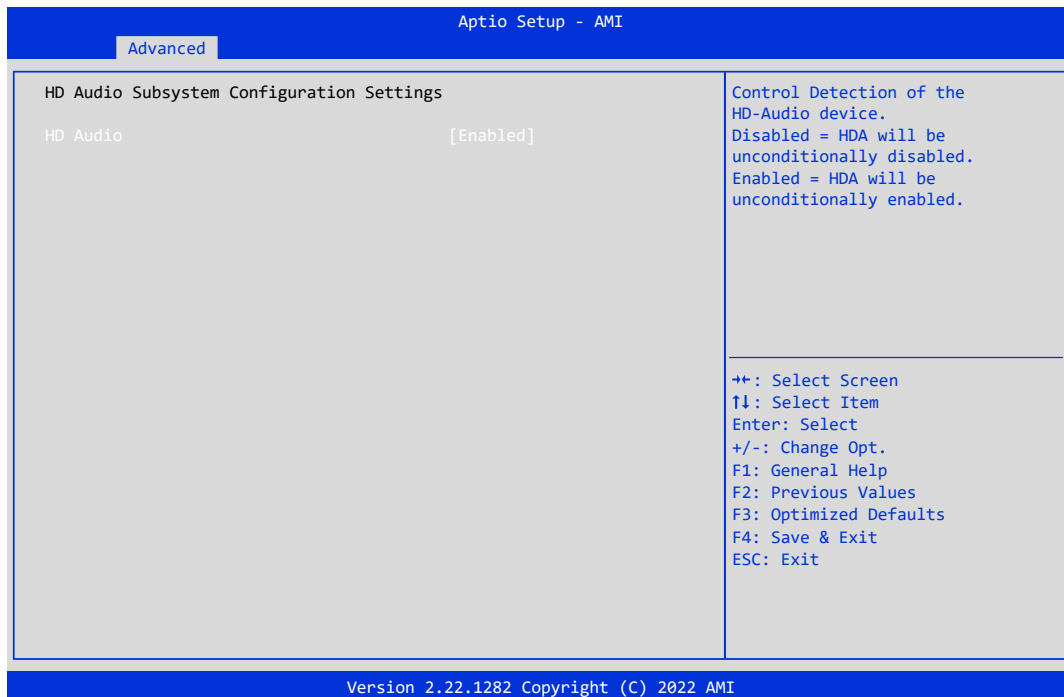 Aptio Setup - AMI
Advanced
HD Audio Subsystem Configuration Settings
HD Audio [Enabled]
Control Detection of the
HD-Audio device.
Disabled = HDA will be
unconditionally disabled.
Enabled = HDA will be
unconditionally enabled.
→←: Select Screen
↑↓: Select Item
Enter: Select
+/-: Change Opt.
F1: General Help
F2: Previous Values
F3: Optimized Defaults
F4: Save & Exit
ESC: Exit
Version 2.22.1282 Copyright (C) 2022 AMI